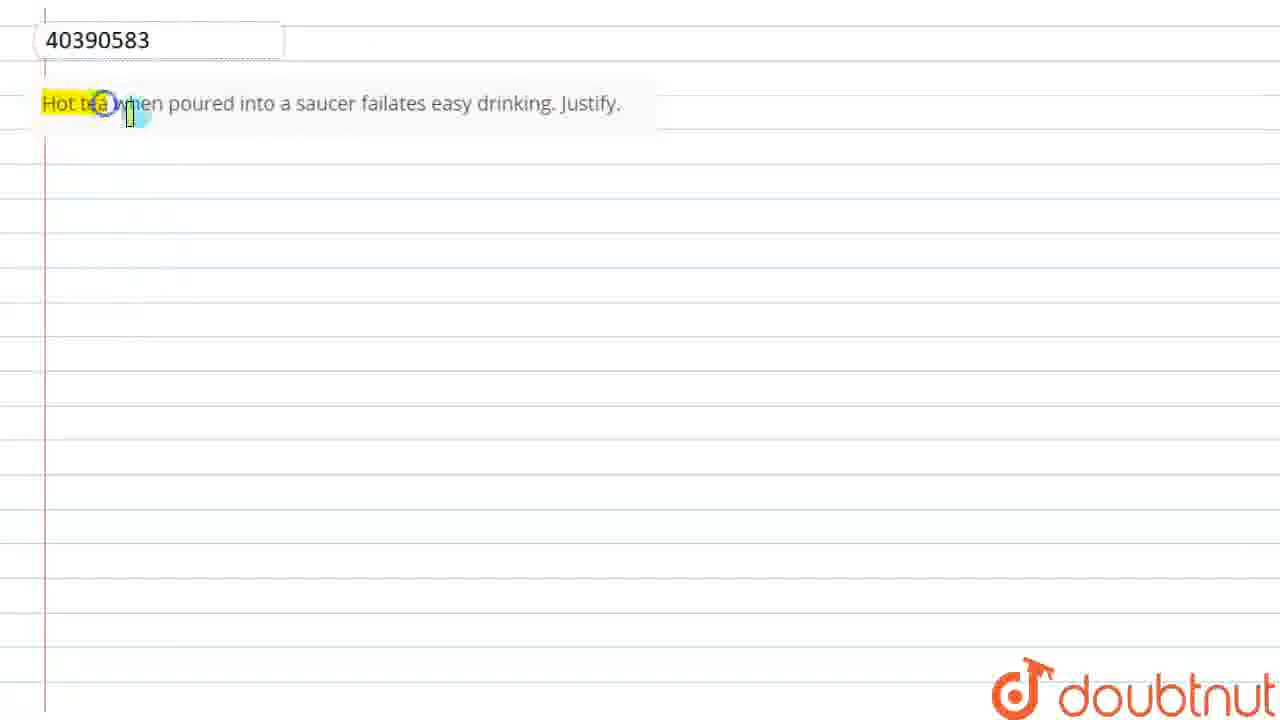 40390583
Hot tea when poured into a saucer failates easy drinking. Justify.
doubtnut